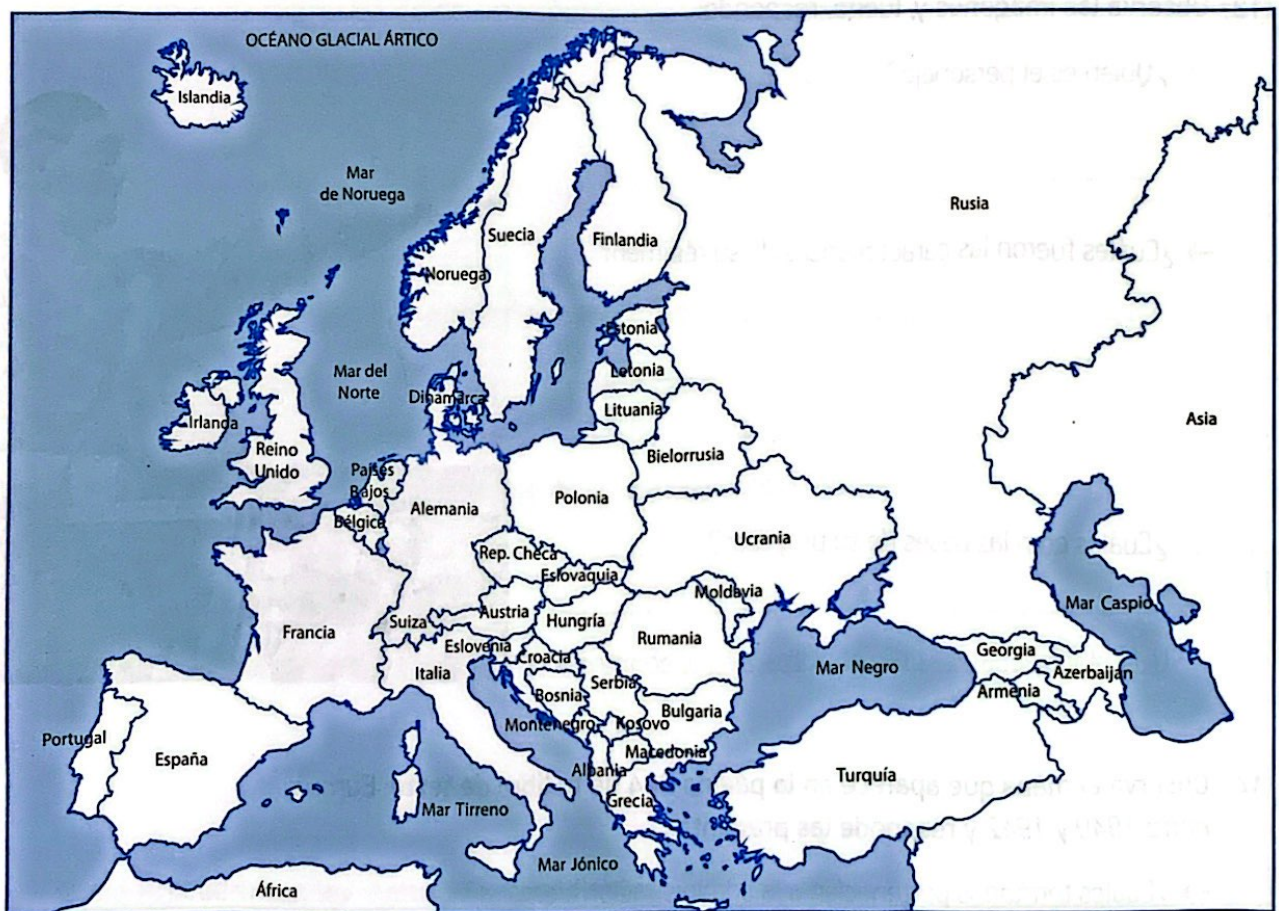 OCÉANO GLACIAL ÁRTICO
Islandia
Mar
de Noruega
Rusia
Suecia
Finlandia
Noruega
Estonia
Mar del
Norte
Letonia
Dinamarca
Lituania
Asia
Irlanda
Reino
Unido
Bielorrusia
Países
Bajos
Polonia
Alemania
Bélgica
Ucrania
Rep. Checa
Eslovaquia
Moldavia
Mar Caspio
Austria
Suiza
Hungría
Francia
Rumania
Eslovenia
Croacia
Georgia
Mar Negro
Italia
Azerbaiján
Serbia
Armenia
Bosnia
Bulgaria
Montenegro
Kosovo
Portugal
Macedonia
España
Albania
Turquía
Grecia
Mar Tirreno
Mar Jónico
África